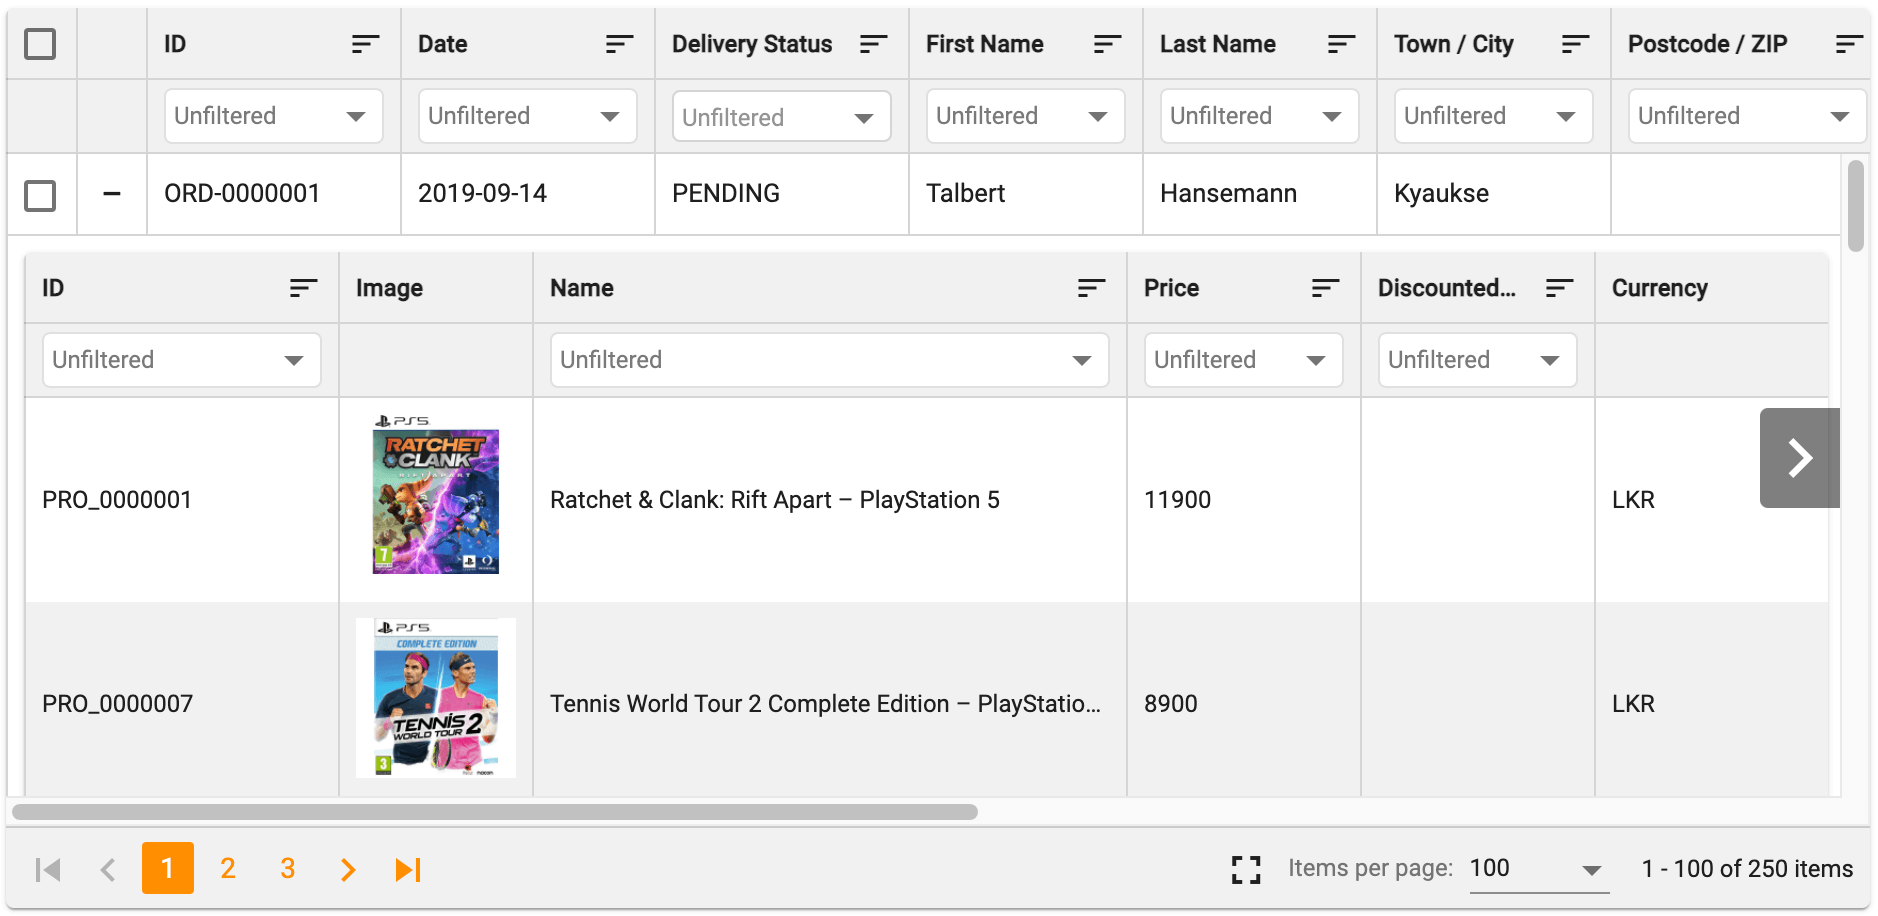 ID Date Delivery Status First Name Last Name Town / City Postcode / ZIP
Unfiltered Unfiltered Unfiltered Unfiltered Unfiltered Unfiltered Unfiltered
ORD-0000001 2019-09-14 PENDING Talbert Hansemann Kyaukse
ID Image Name Price Discounted... Currency
Unfiltered Unfiltered Unfiltered Unfiltered
PS5
RATCHET
CLANK
RIFT APART
7
PRO_0000001 Ratchet & Clank: Rift Apart – PlayStation 5 11900 LKR
PS5
COMPLETE EDITION
TENNIS
WORLD TOUR 2
3
nacon
PRO_0000007 Tennis World Tour 2 Complete Edition – PlayStatio... 8900 LKR
1 2 3 Items per page: 100 1 - 100 of 250 items